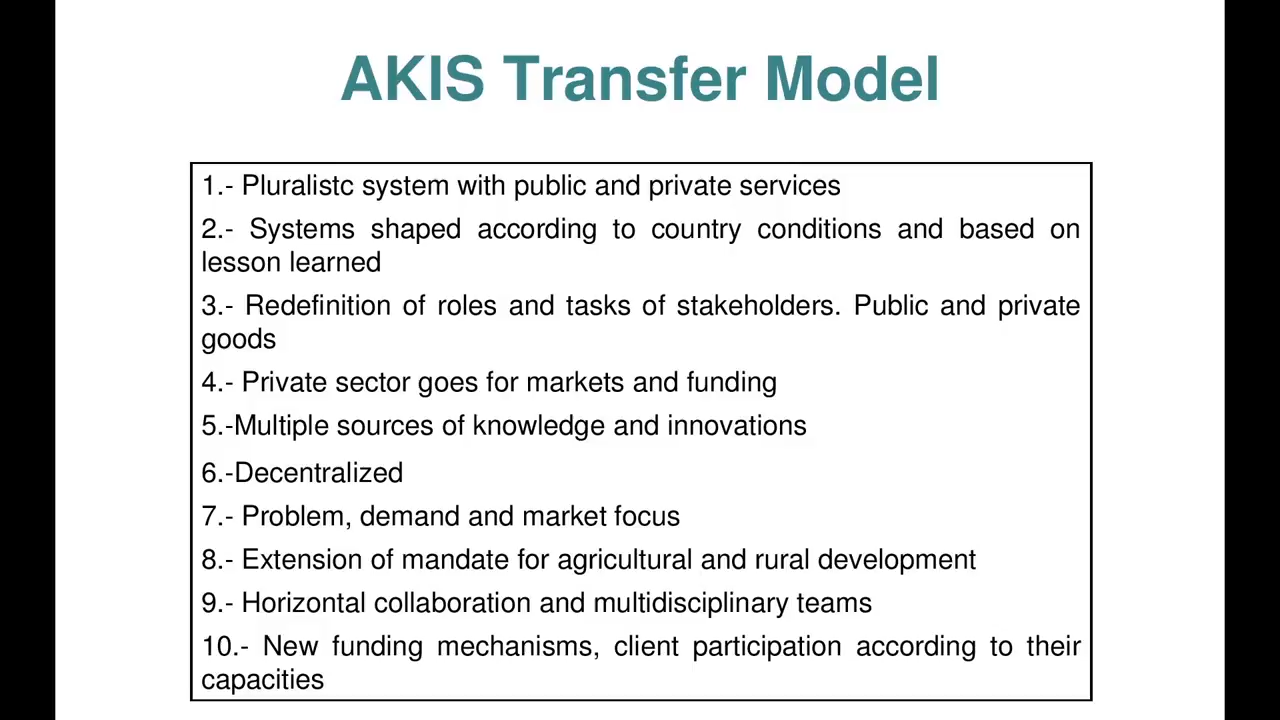 AKIS Transfer Model
1.- Pluralistc system with public and private services
2.- Systems shaped according to country conditions and based on
lesson learned
3.- Redefinition of roles and tasks of stakeholders. Public and private
goods
4.- Private sector goes for markets and funding
5.-Multiple sources of knowledge and innovations
6.-Decentralized
7.- Problem, demand and market focus
8.- Extension of mandate for agricultural and rural development
9.- Horizontal collaboration and multidisciplinary teams
10.- New funding mechanisms, client participation according to their
capacities